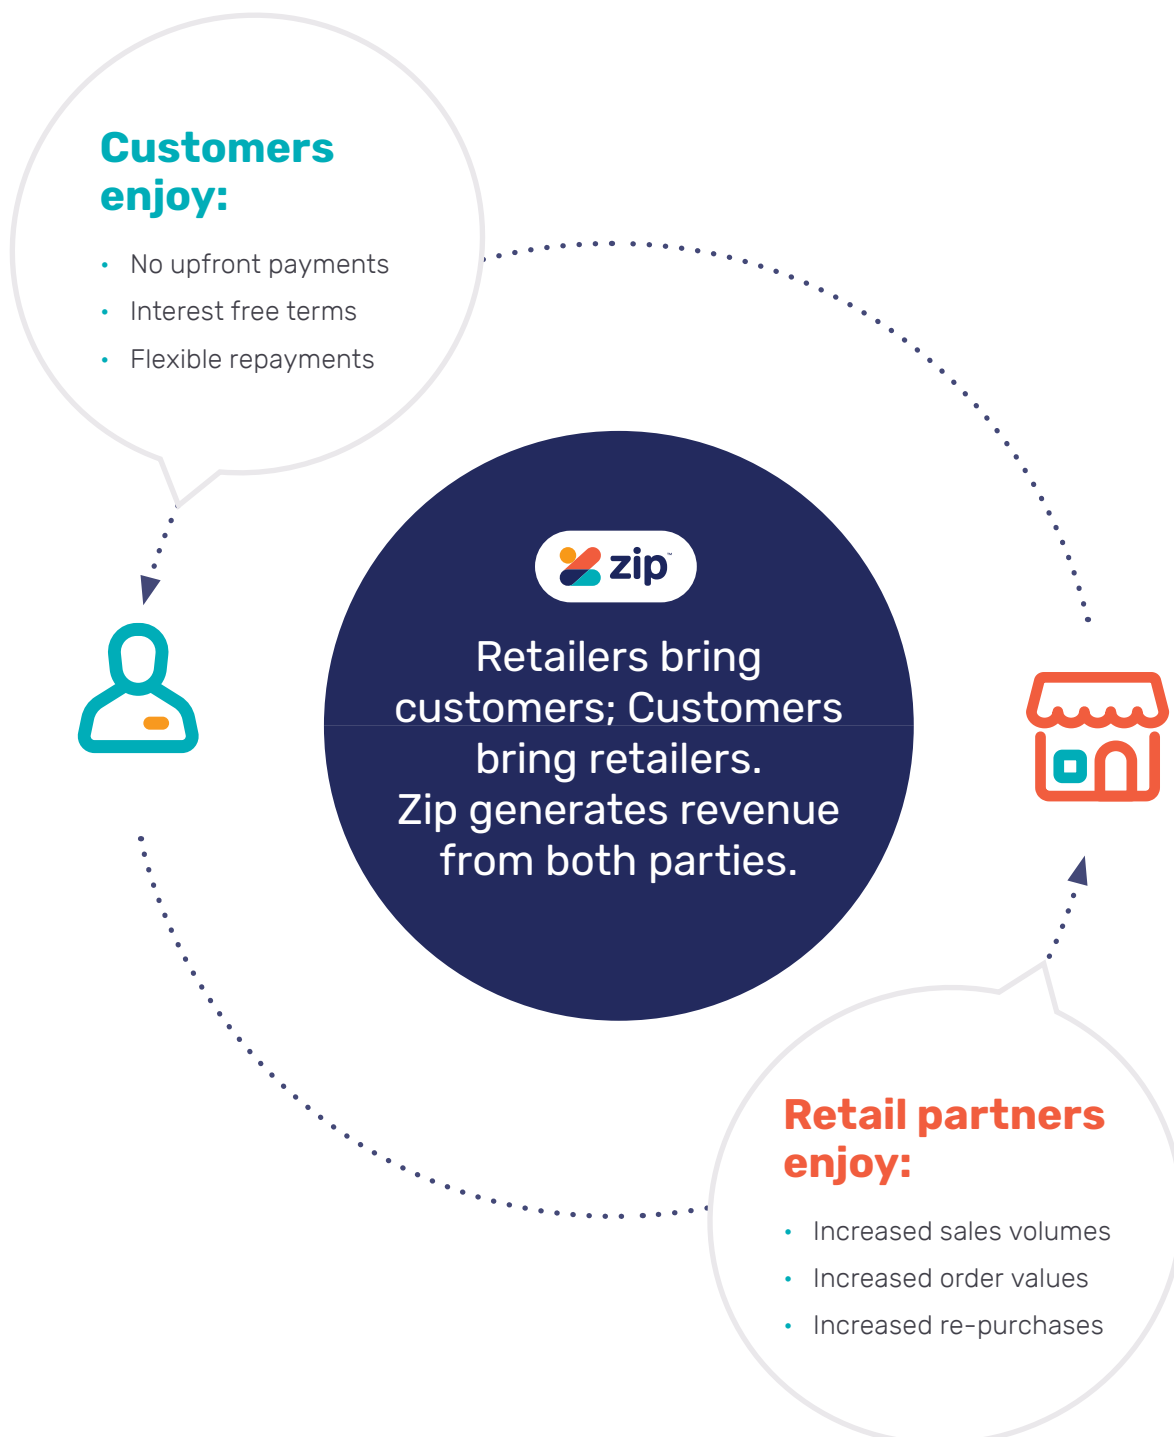 Customers
enjoy:
• No upfront payments
• Interest free terms
• Flexible repayments
zip™
Retailers bring
customers; Customers
bring retailers.
Zip generates revenue
from both parties.
Retail partners
enjoy:
• Increased sales volumes
• Increased order values
• Increased re-purchases